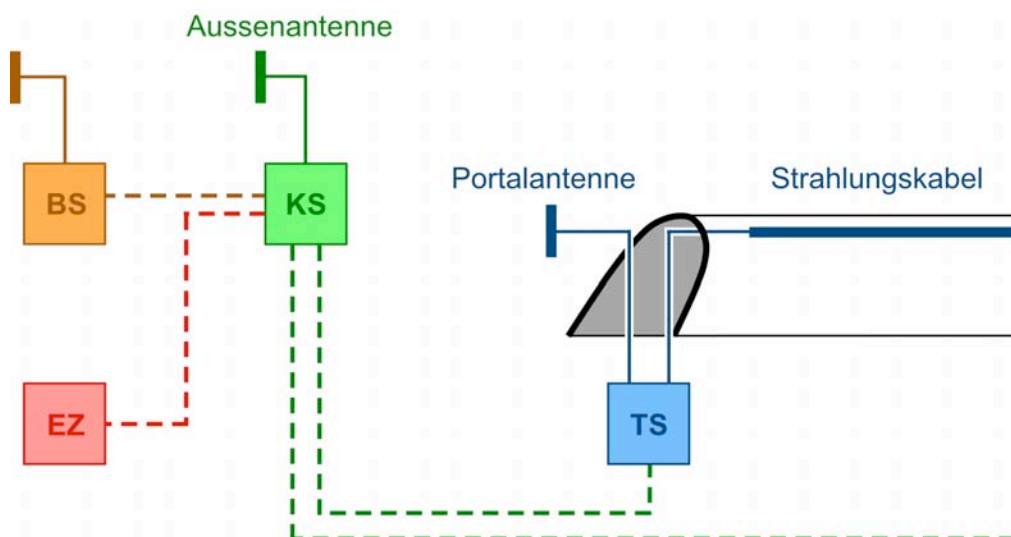 Aussenantenne
BS
KS
Portalantenne
Strahlungskabel
EZ
TS